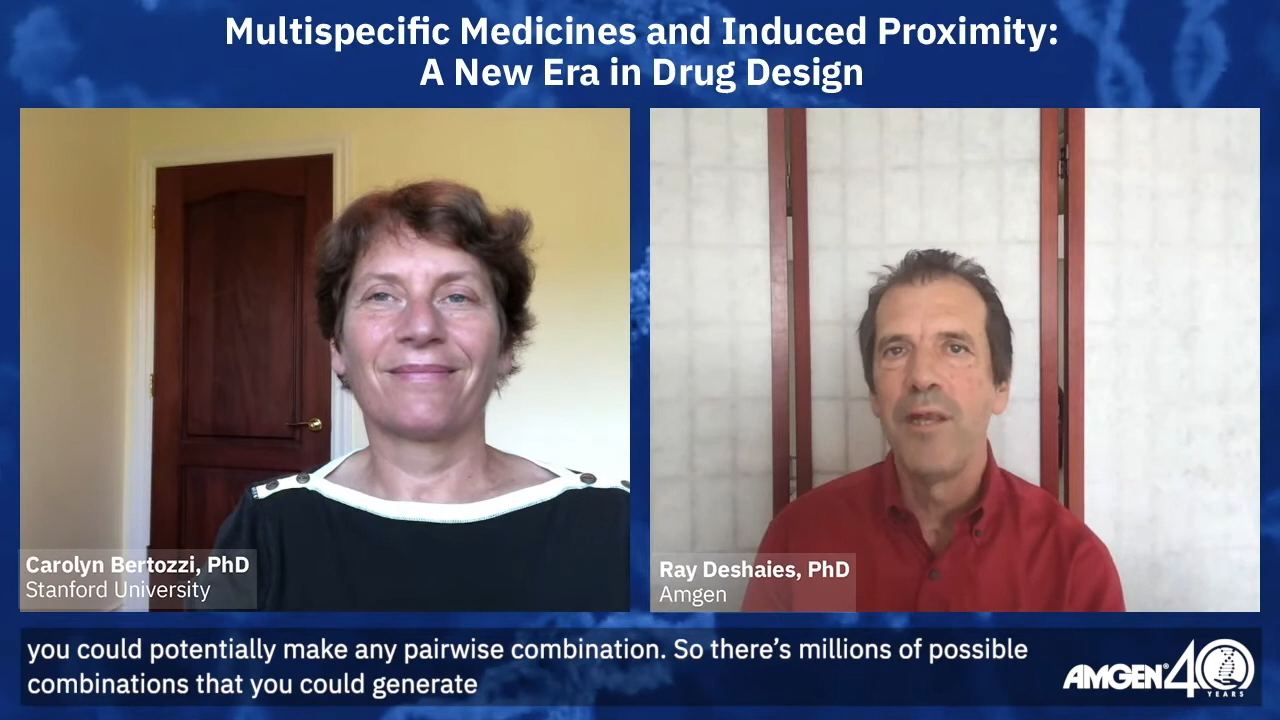 Multispecific Medicines and Induced Proximity:
A New Era in Drug Design
Carolyn Bertozzi, PhD
Stanford University
Ray Deshaies, PhD
Amgen
you could potentially make any pairwise combination. So there’s millions of possible
combinations that you could generate
AMGEN® 40
YEARS